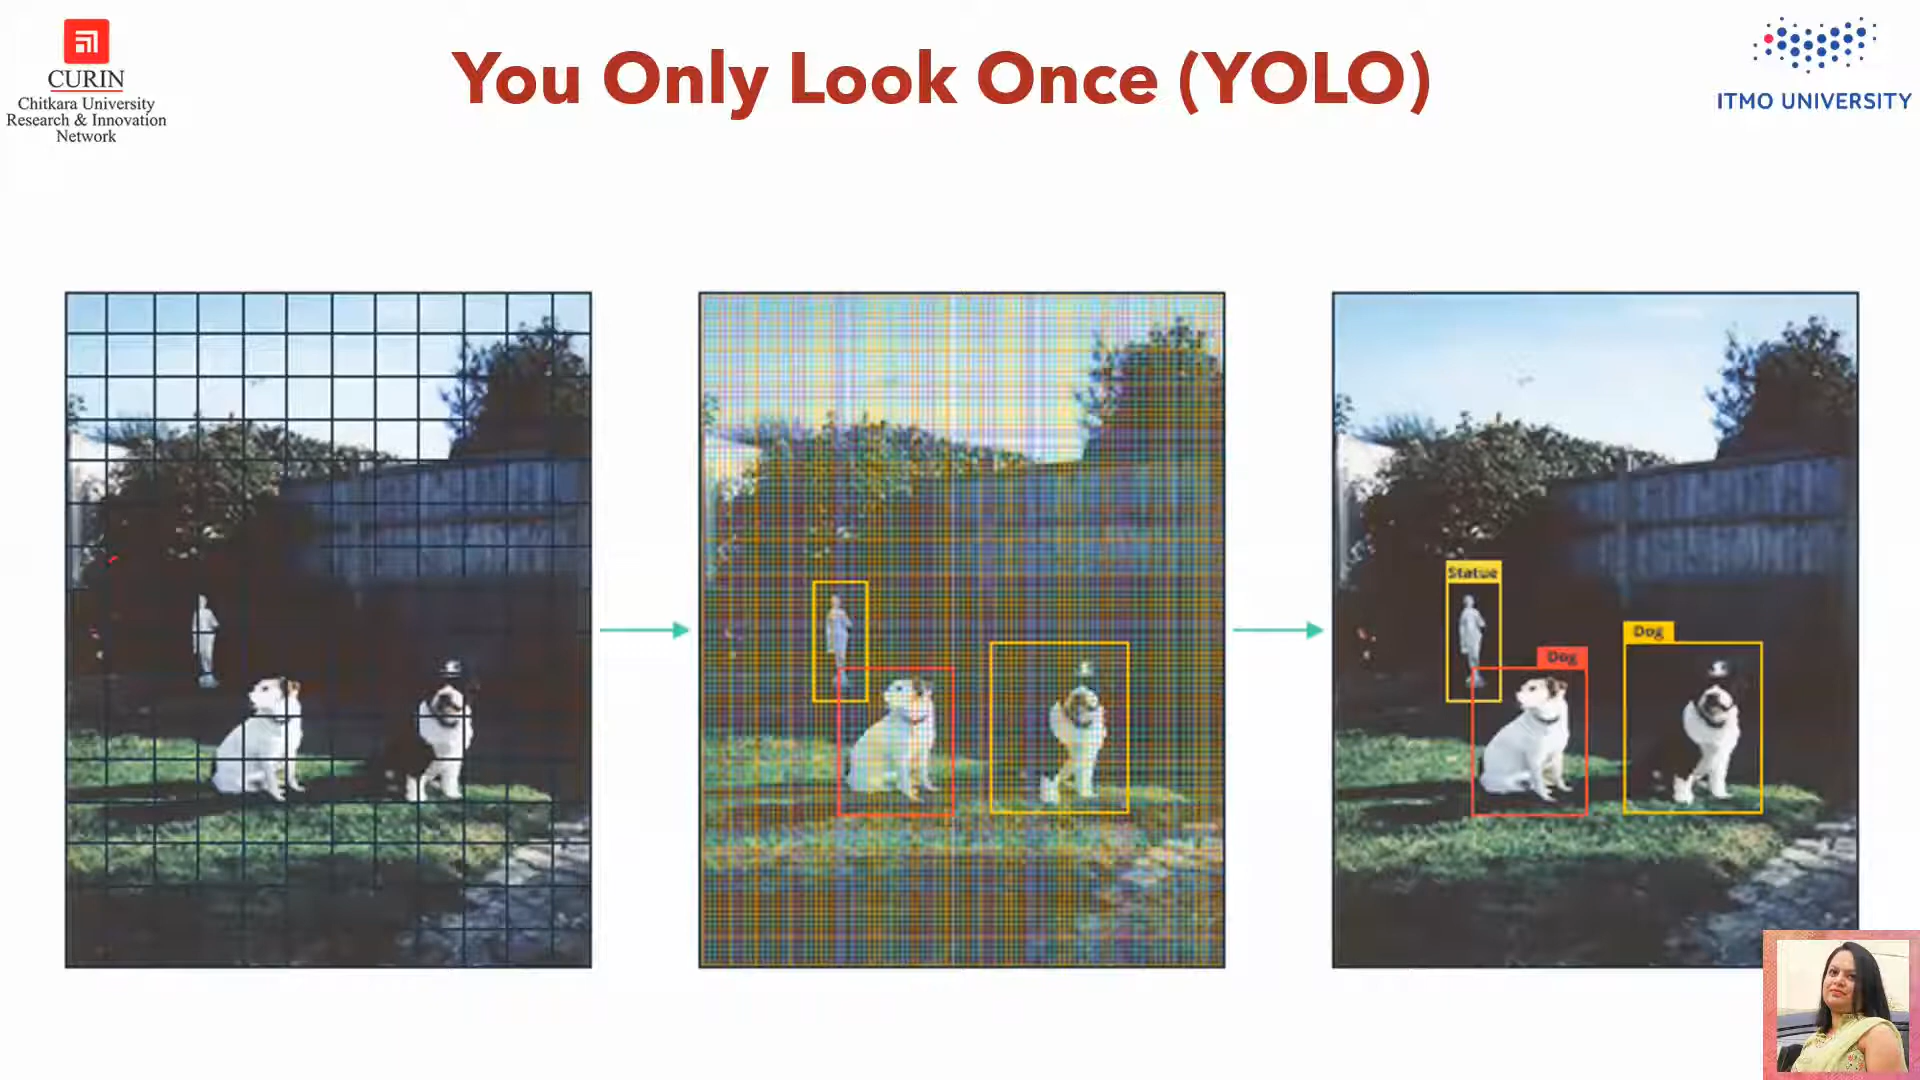 CURIN
Chitkara University
Research & Innovation
Network
You Only Look Once (YOLO)
ITMO UNIVERSITY
Statue
Dog
Dog